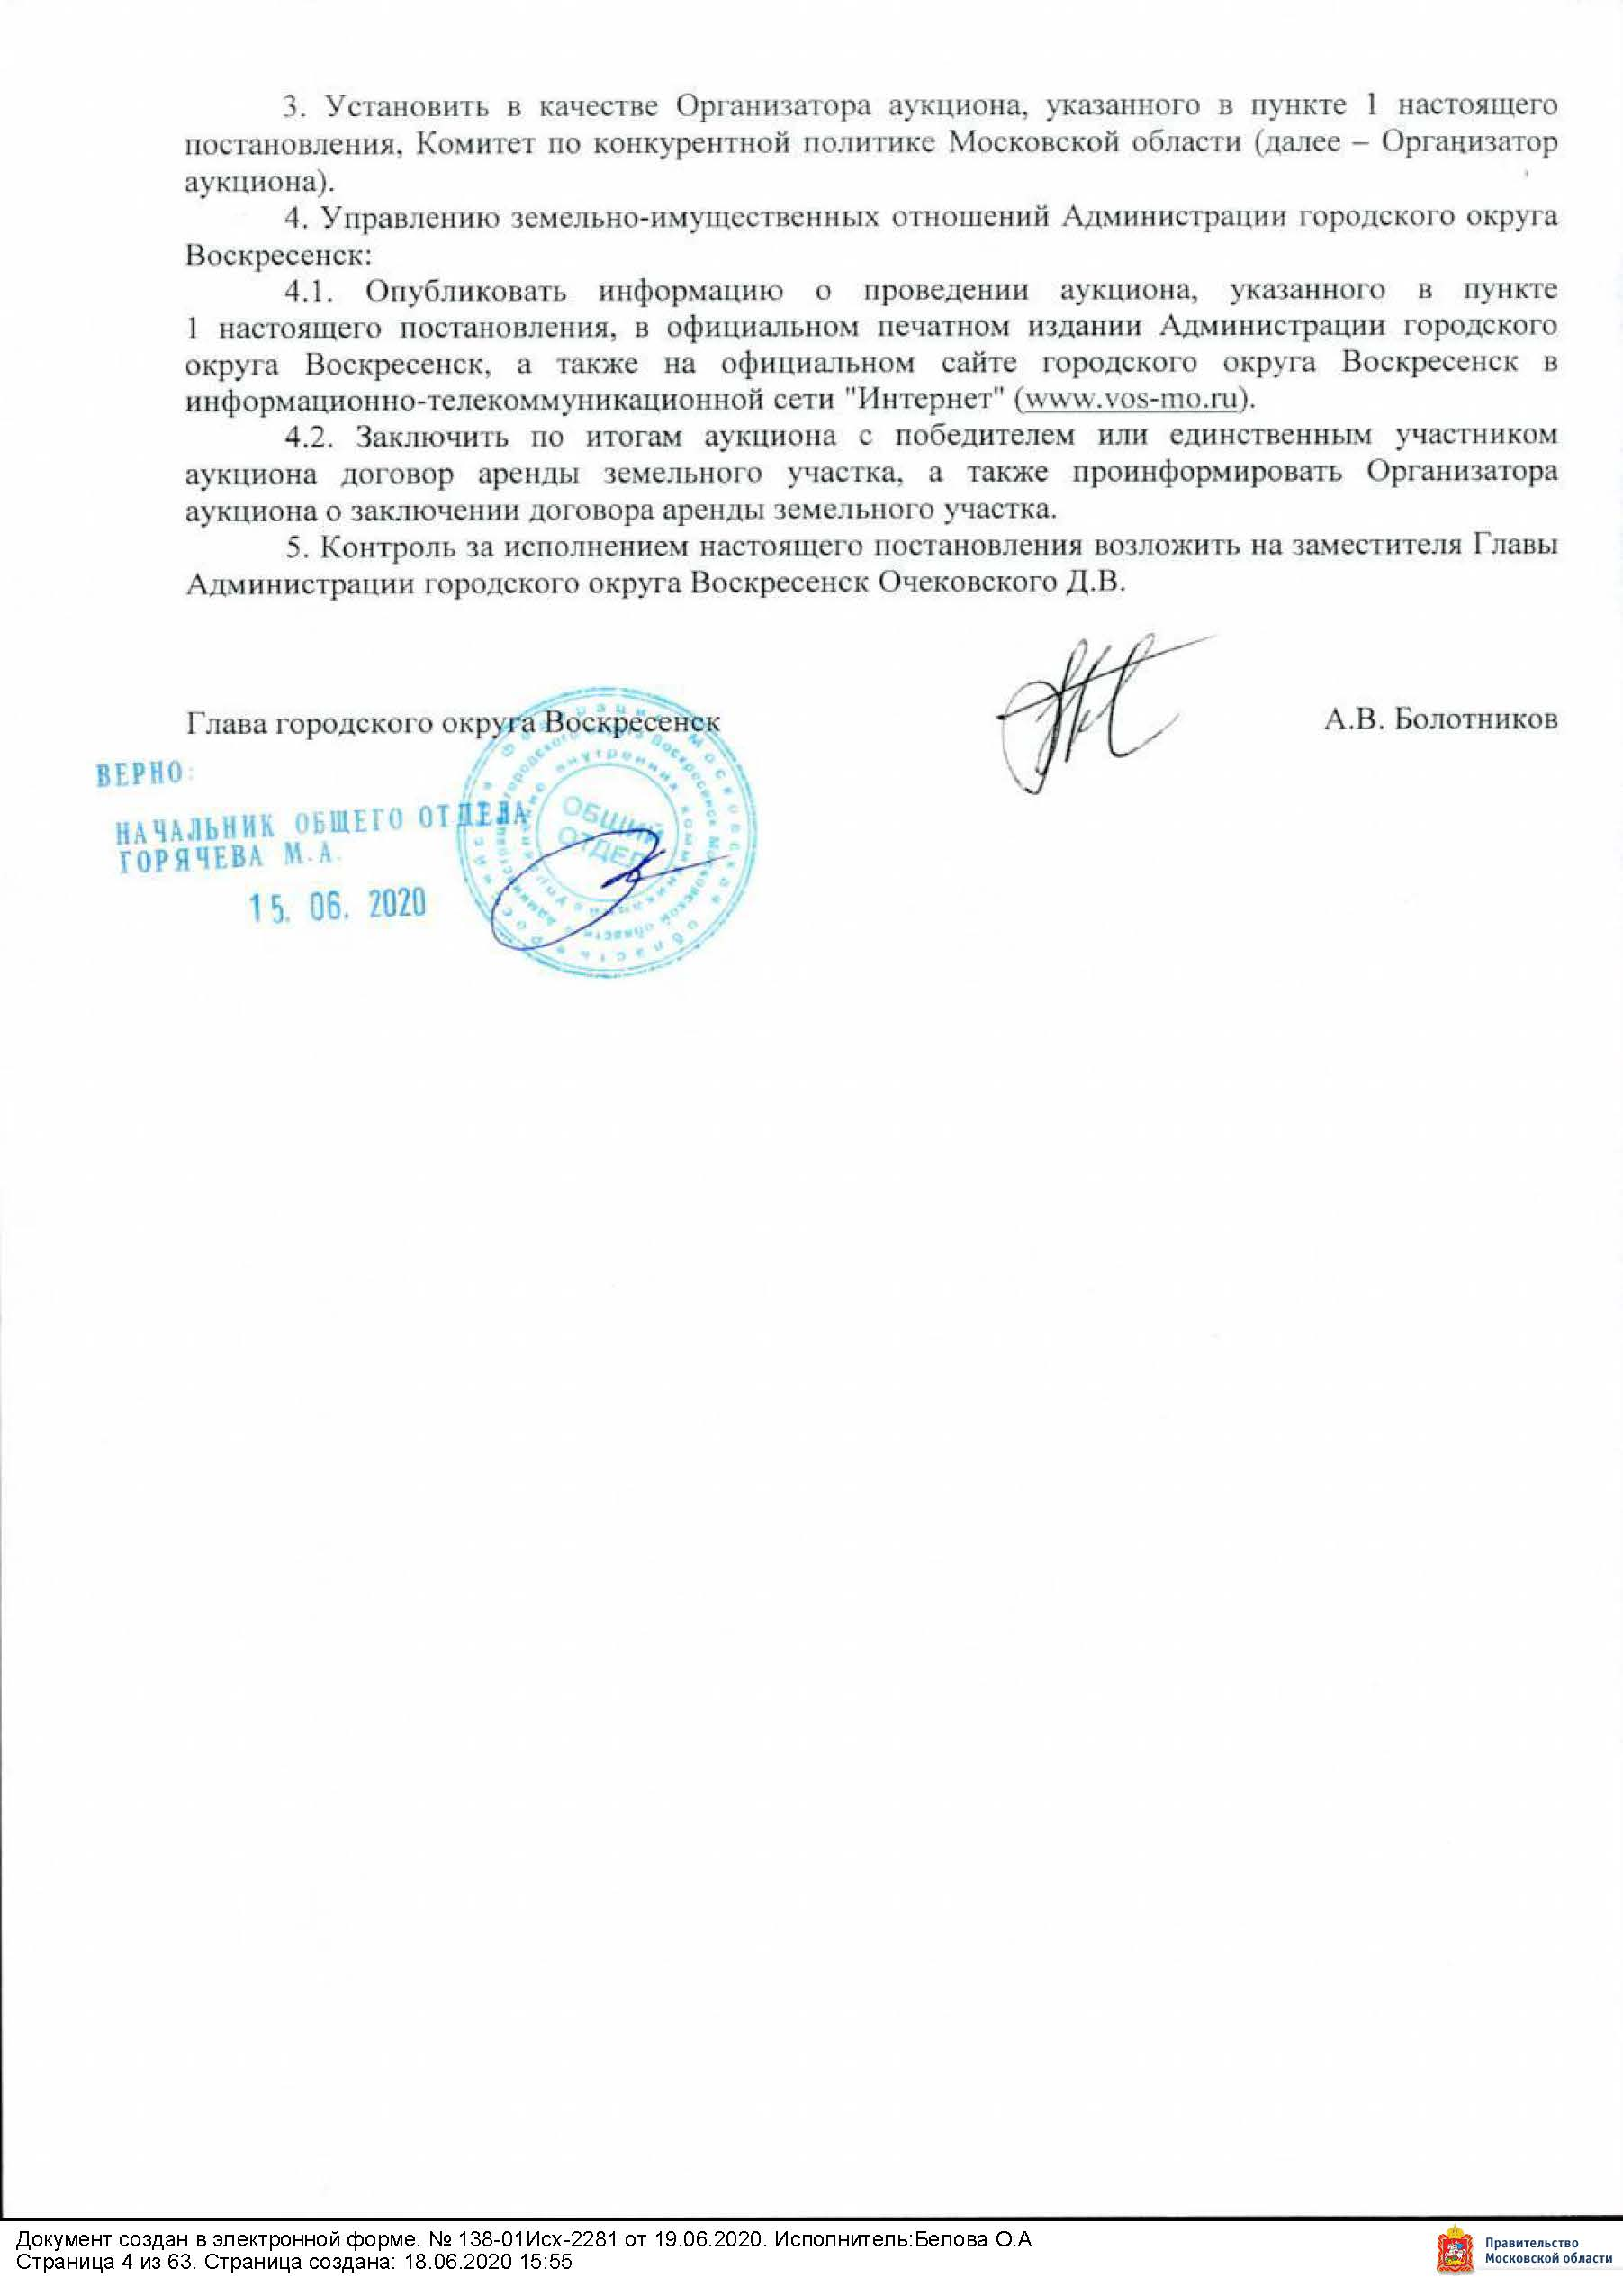 3. Установить в качестве Организатора аукциона, указанного в пункте 1 настоящего
постановления, Комитет по конкурентной политике Московской области (далее – Организатор
аукциона).
4. Управлению земельно-имущественных отношений Администрации городского округа
Воскресенск:
4.1. Опубликовать информацию о проведении аукциона, указанного в пункте
1 настоящего постановления, в официальном печатном издании Администрации городского
округа Воскресенск, а также на официальном сайте городского округа Воскресенск в
информационно-телекоммуникационной сети "Интернет" (www.vos-mo.ru).
4.2. Заключить по итогам аукциона с победителем или единственным участником
аукциона договор аренды земельного участка, а также проинформировать Организатора
аукциона о заключении договора аренды земельного участка.
5. Контроль за исполнением настоящего постановления возложить на заместителя Главы
Администрации городского округа Воскресенск Очековского Д.В.
Глава городского округа Воскресенск
А.В. Болотников
ВЕРНО:
НАЧАЛЬНИК ОБЩЕГО ОТДЕЛА
ГОРЯЧЕВА М.А.
15. 06. 2020
ОБЩИЙ
ОТДЕЛ
Документ создан в электронной форме. № 138-01Исх-2281 от 19.06.2020. Исполнитель:Белова О.А
Страница 4 из 63. Страница создана: 18.06.2020 15:55
Правительство
Московской области